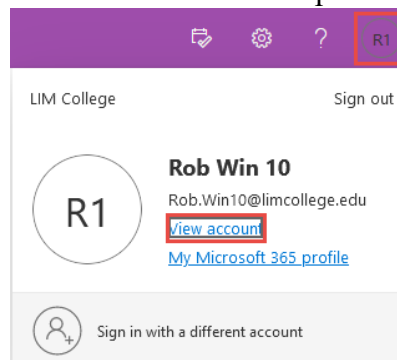 ? R1
LIM College Sign out
Rob Win 10
R1
Rob.Win10@limcollege.edu
View account
My Microsoft 365 profile
Sign in with a different account